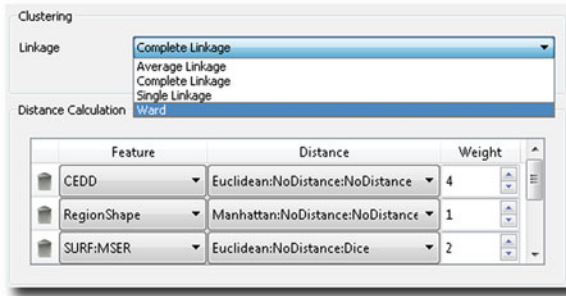 Clustering
Linkage
Complete Linkage
Average Linkage
Complete Linkage
Single Linkage
Ward
Distance Calculation
Feature Distance Weight
CEDD Euclidean:NoDistance:NoDistance 4
RegionShape Manhattan:NoDistance:NoDistance 1
SURF:MSER Euclidean:NoDistance:Dice 2